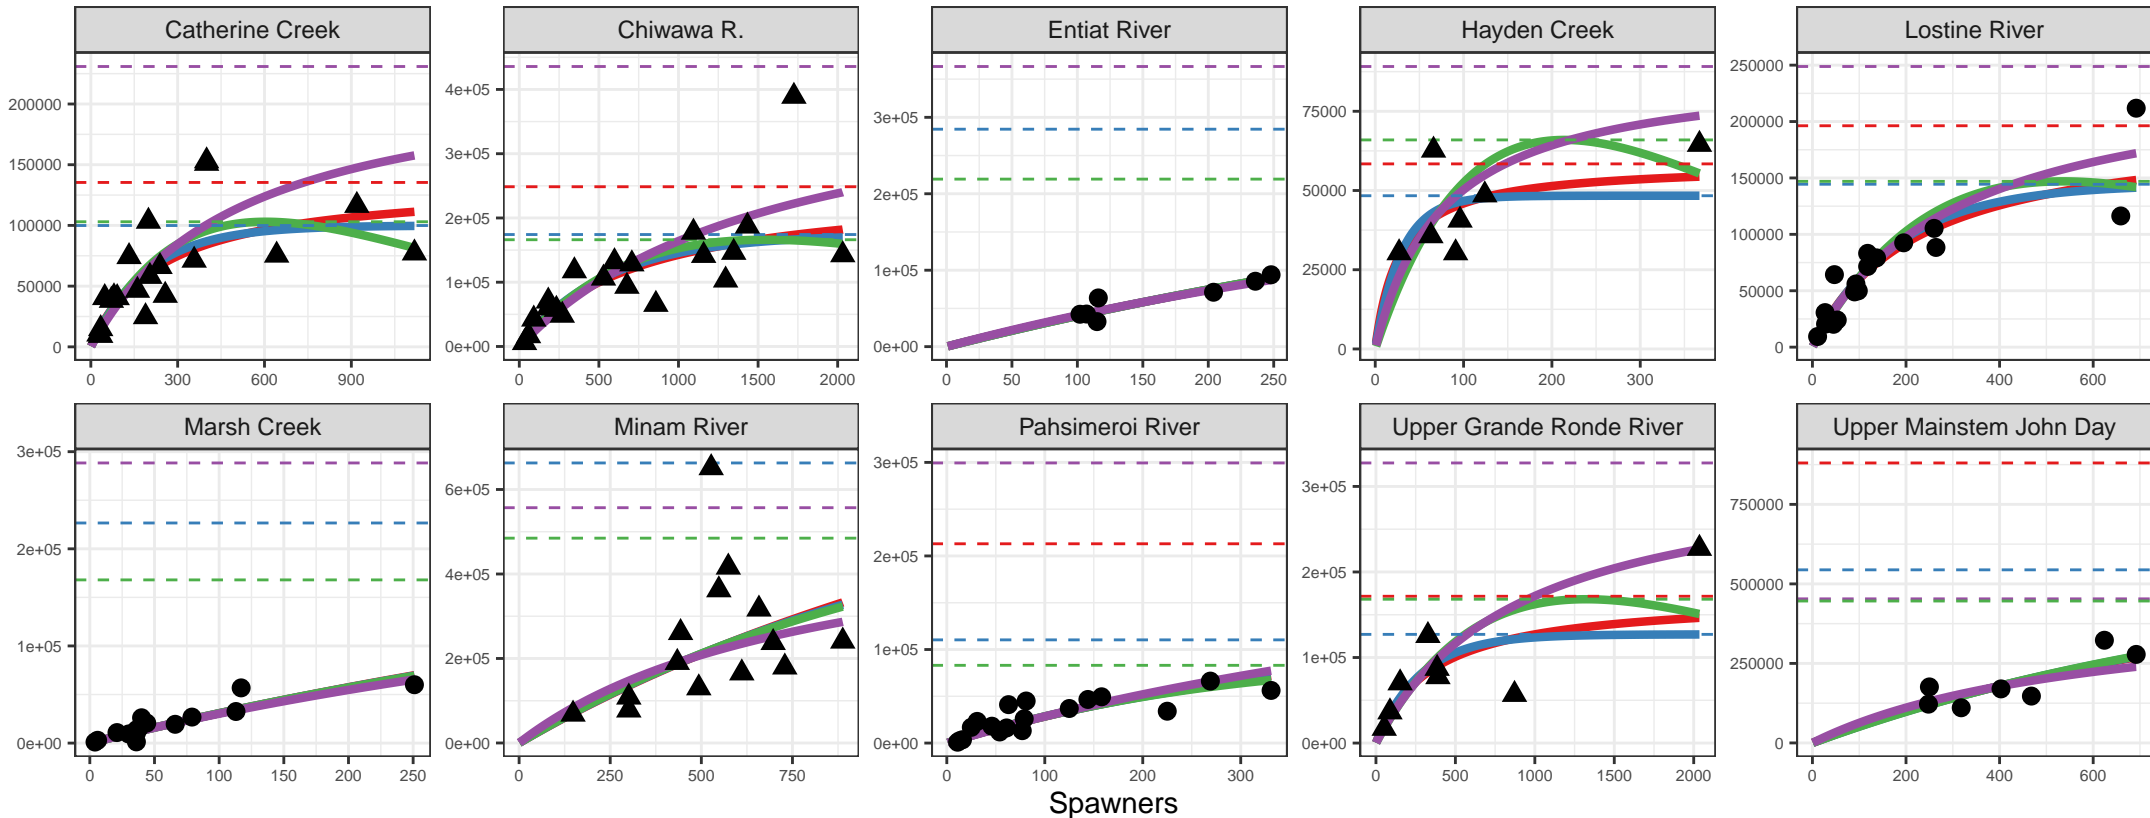 Catherine Creek
Chiwawa R.
Entiat River
Hayden Creek
Lostine River
200000
150000
100000
50000
0
4e+05
3e+05
2e+05
1e+05
0e+00
3e+05
2e+05
1e+05
0e+00
75000
50000
25000
0
250000
200000
150000
100000
50000
0
0 300 600 900
0 500 1000 1500 2000
0 50 100 150 200 250
0 100 200 300
0 200 400 600
Marsh Creek
Minam River
Pahsimeroi River
Upper Grande Ronde River
Upper Mainstem John Day
3e+05
2e+05
1e+05
0e+00
6e+05
4e+05
2e+05
0e+00
3e+05
2e+05
1e+05
0e+00
3e+05
2e+05
1e+05
0e+00
750000
500000
250000
0
0 50 100 150 200 250
0 250 500 750
0 100 200 300
0 500 1000 1500 2000
0 200 400 600
Spawners